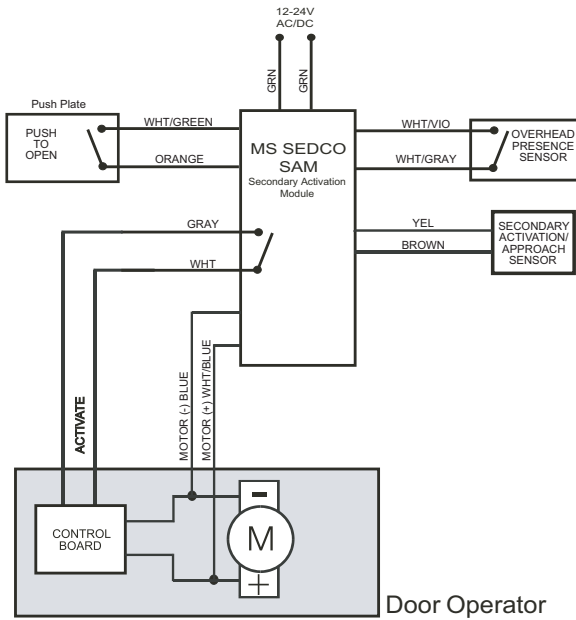 12-24V
AC/DC
GRN
GRN
Push Plate
PUSH
TO
OPEN
WHT/GREEN
ORANGE
MS SEDCO
SAM
Secondary Activation
Module
WHT/VIO
WHT/GRAY
OVERHEAD
PRESENCE
SENSOR
GRAY
WHT
YEL
BROWN
SECONDARY
ACTIVATION/
APPROACH
SENSOR
ACTIVATE
MOTOR (-) BLUE
MOTOR (+) WHT/BLUE
CONTROL
BOARD
-
M
+
Door Operator